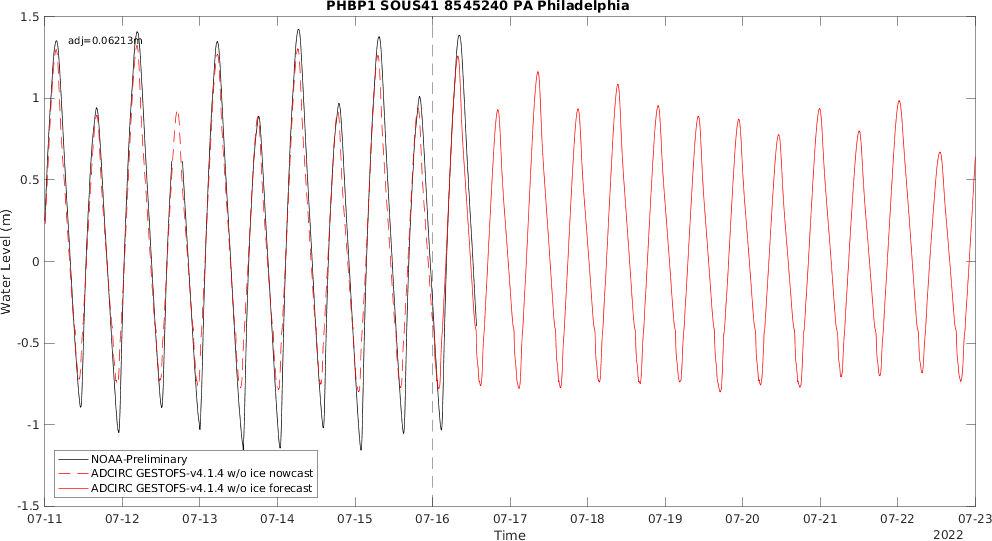 PHBP1 SOUS41 8545240 PA Philadelphia
adj=0.06213m
Water Level (m)
1.5
1
0.5
0
-0.5
-1
-1.5
NOAA-Preliminary
ADCIRC GESTOFS-v4.1.4 w/o ice nowcast
ADCIRC GESTOFS-v4.1.4 w/o ice forecast
07-11 07-12 07-13 07-14 07-15 07-16 07-17 07-18 07-19 07-20 07-21 07-22 07-23
Time
2022